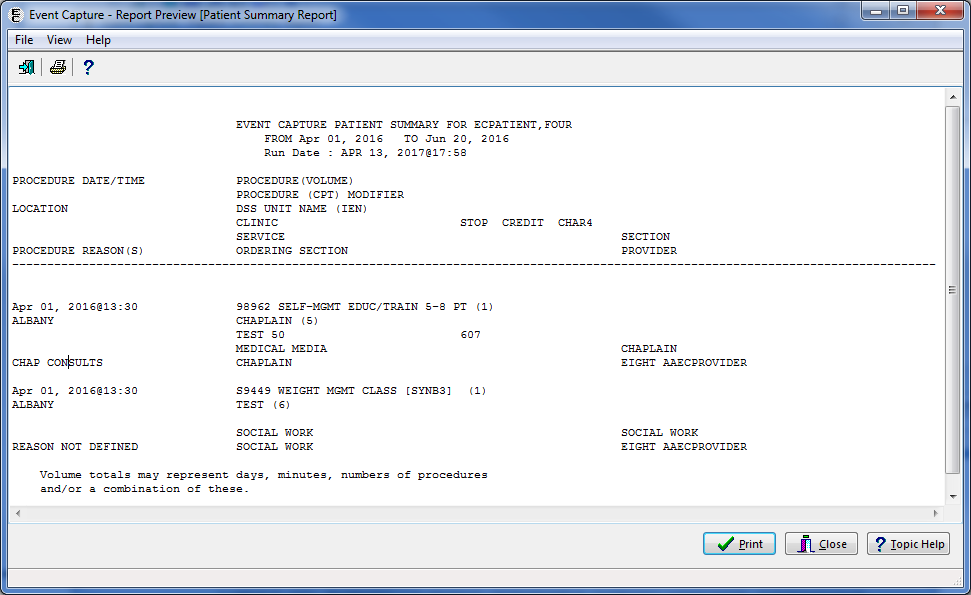 Event Capture - Report Preview [Patient Summary Report]
File View Help
EVENT CAPTURE PATIENT SUMMARY FOR ECPATIENT,FOUR
FROM Apr 01, 2016 TO Jun 20, 2016
Run Date : APR 13, 2017@17:58
PROCEDURE DATE/TIME PROCEDURE(VOLUME)
PROCEDURE (CPT) MODIFIER
LOCATION DSS UNIT NAME (IEN)
CLINIC STOP CREDIT CHAR4
SERVICE SECTION
PROCEDURE REASON(S) ORDERING SECTION PROVIDER
Apr 01, 2016@13:30 98962 SELF-MGMT EDUC/TRAIN 5-8 PT (1)
ALBANY CHAPLAIN (5)
TEST 50 607
MEDICAL MEDIA CHAPLAIN
CHAP CONSULTS CHAPLAIN EIGHT AAECPROVIDER
Apr 01, 2016@13:30 S9449 WEIGHT MGMT CLASS [SYNB3] (1)
ALBANY TEST (6)
SOCIAL WORK SOCIAL WORK
REASON NOT DEFINED SOCIAL WORK EIGHT AAECPROVIDER
Volume totals may represent days, minutes, numbers of procedures
and/or a combination of these.
Print Close Topic Help